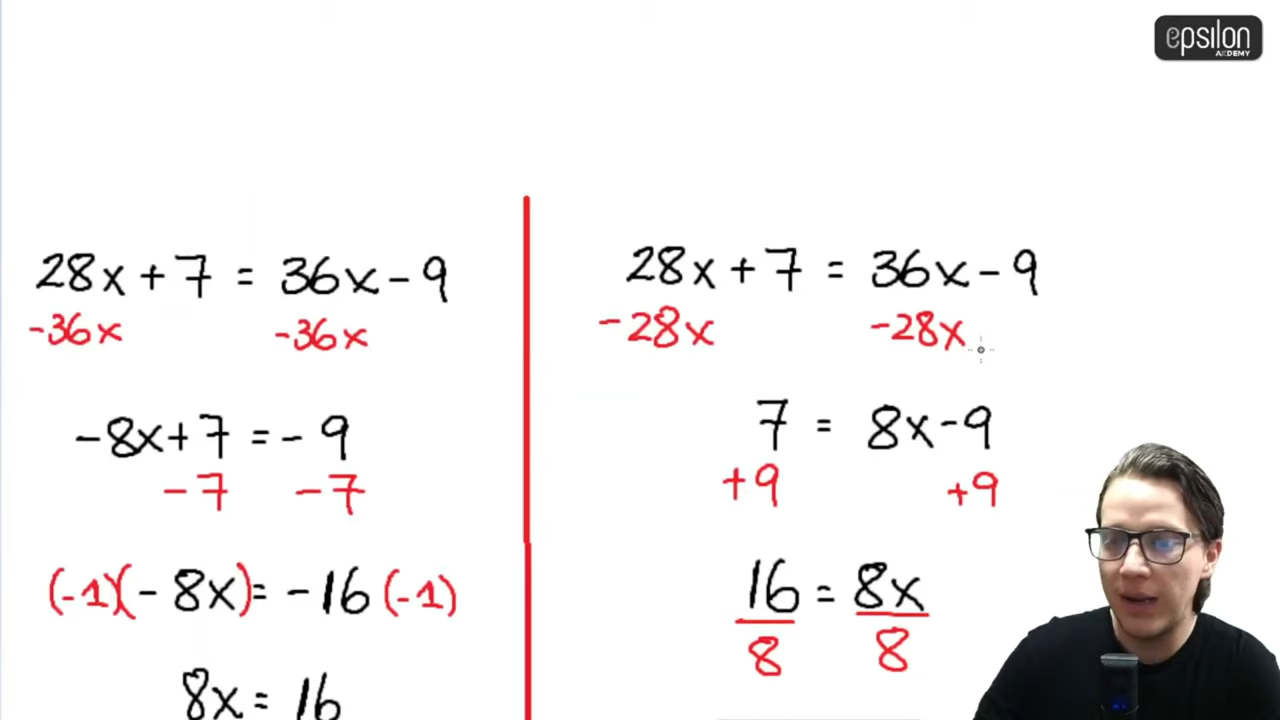 epsilon
AKDEMY
28x + 7 = 36x - 9
-36x -36x
-8x + 7 = - 9
- 7 - 7
(-1)(- 8x) = - 16 (-1)
8x = 16
28x + 7 = 36x - 9
- 28x - 28x
7 = 8x - 9
+9 +9
16 = 8x
8 8